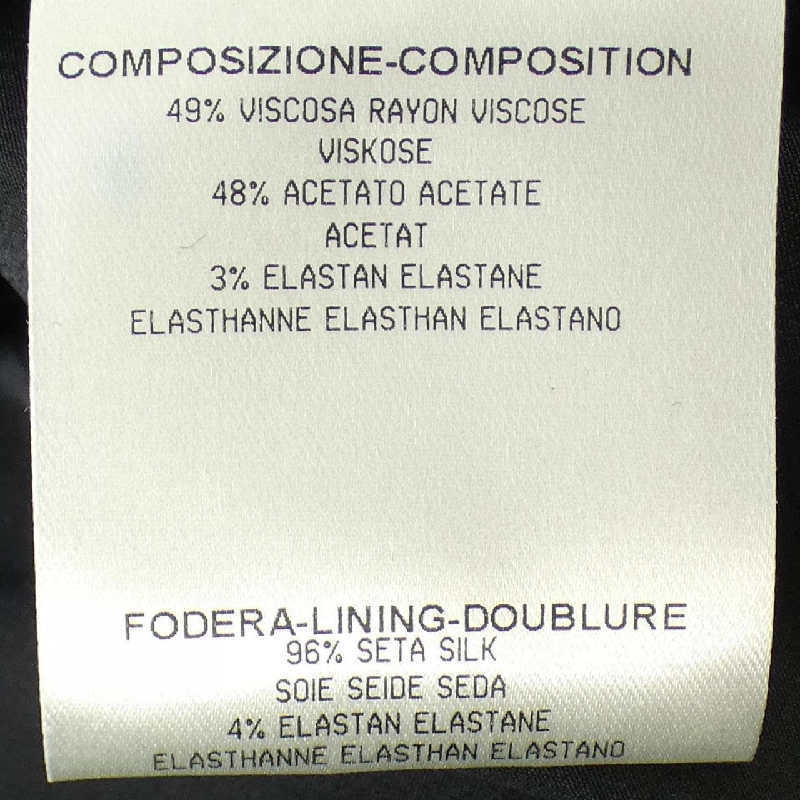 COMPOSIZIONE-COMPOSITION
49% VISCOSA RAYON VISCOSE
VISKOSE
48% ACETATO ACETATE
ACETAT
3% ELASTAN ELASTANE
ELASTHANNE ELASTHAN ELASTANO
FODERA-LINING-DOUBLURE
96% SETA SILK
SOIE SEIDE SEDA
4% ELASTAN ELASTANE
ELASTHANNE ELASTHAN ELASTANO